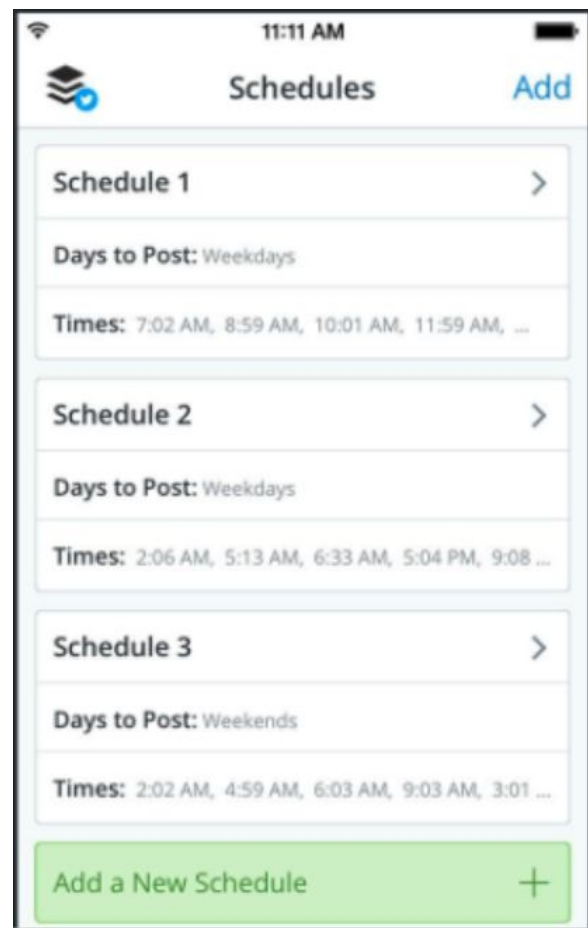 11:11 AM
Schedules Add
Schedule 1
Days to Post: Weekdays
Times: 7:02 AM, 8:59 AM, 10:01 AM, 11:59 AM, ...
Schedule 2
Days to Post: Weekdays
Times: 2:06 AM, 5:13 AM, 6:33 AM, 5:04 PM, 9:08 ...
Schedule 3
Days to Post: Weekends
Times: 2:02 AM, 4:59 AM, 6:03 AM, 9:03 AM, 3:01 ...
Add a New Schedule +